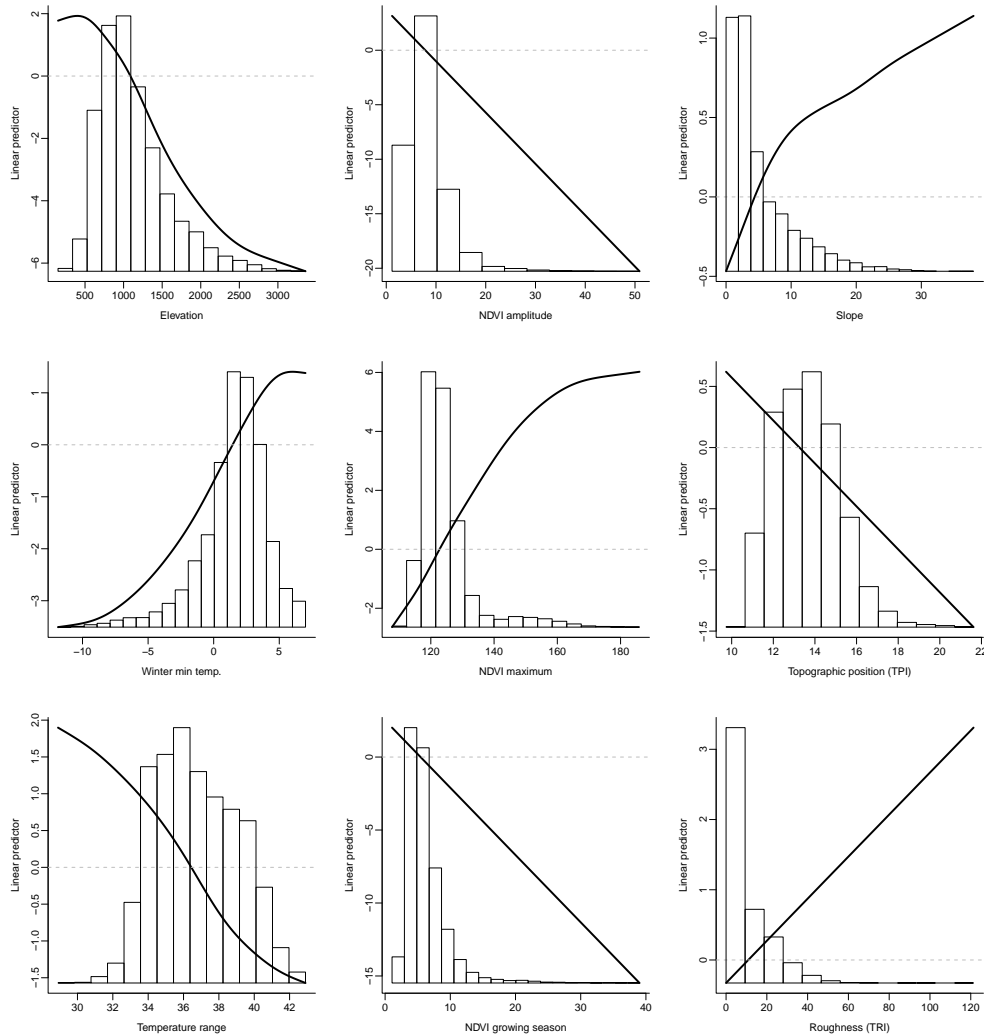 Linear predictor
2
0
−2
−4
−6
500 1000 1500 2000 2500 3000
Elevation
Linear predictor
0
−5
−10
−15
−20
0 10 20 30 40 50
NDVI amplitude
Linear predictor
1.0
0.5
0.0
−0.5
0 10 20 30
Slope
Linear predictor
1
0
−1
−2
−3
−10 −5 0 5
Winter min temp.
Linear predictor
6
4
2
0
−2
120 140 160 180
NDVI maximum
Linear predictor
0.5
0.0
−0.5
−1.0
−1.5
10 12 14 16 18 20 22
Topographic position (TPI)
Linear predictor
2.0
1.5
1.0
0.5
0.0
−0.5
−1.0
−1.5
30 32 34 36 38 40 42
Temperature range
Linear predictor
0
−5
−10
−15
0 10 20 30 40
NDVI growing season
Linear predictor
3
2
1
0
0 20 40 60 80 100 120
Roughness (TRI)